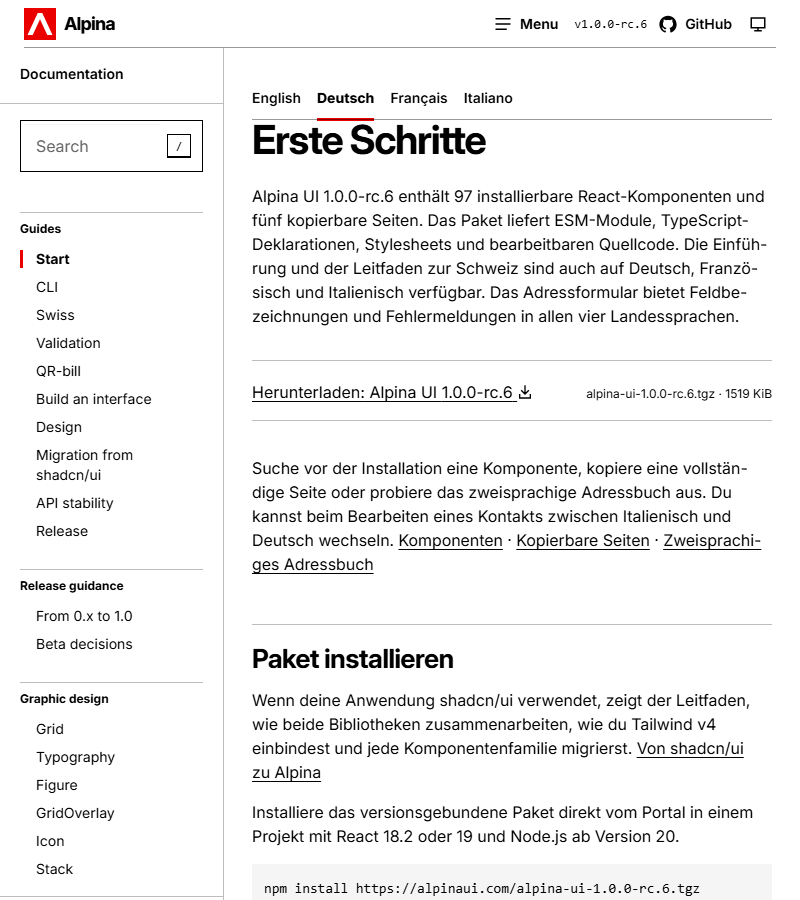 Alpina
Menu
v1.0.0-rc.6
GitHub
Documentation
Search
/
Guides
Start
CLI
Swiss
Validation
QR-bill
Build an interface
Design
Migration from
shadcn/ui
API stability
Release
Release guidance
From 0.x to 1.0
Beta decisions
Graphic design
Grid
Typography
Figure
GridOverlay
Icon
Stack
English Deutsch Français Italiano
Erste Schritte
Alpina UI 1.0.0-rc.6 enthält 97 installierbare React-Komponenten und
fünf kopierbare Seiten. Das Paket liefert ESM-Module, TypeScript-
Deklarationen, Stylesheets und bearbeitbaren Quellcode. Die Einfüh-
rung und der Leitfaden zur Schweiz sind auch auf Deutsch, Franzö-
sisch und Italienisch verfügbar. Das Adressformular bietet Feldbe-
zeichnungen und Fehlermeldungen in allen vier Landessprachen.
Herunterladen: Alpina UI 1.0.0-rc.6
alpina-ui-1.0.0-rc.6.tgz · 1519 KiB
Suche vor der Installation eine Komponente, kopiere eine vollstän-
dige Seite oder probiere das zweisprachige Adressbuch aus. Du
kannst beim Bearbeiten eines Kontakts zwischen Italienisch und
Deutsch wechseln. Komponenten · Kopierbare Seiten · Zweisprachi-
ges Adressbuch
Paket installieren
Wenn deine Anwendung shadcn/ui verwendet, zeigt der Leitfaden,
wie beide Bibliotheken zusammenarbeiten, wie du Tailwind v4
einbindest und jede Komponentenfamilie migrierst. Von shadcn/ui
zu Alpina
Installiere das versionsgebundene Paket direkt vom Portal in einem
Projekt mit React 18.2 oder 19 und Node.js ab Version 20.
npm install https://alpinaui.com/alpina-ui-1.0.0-rc.6.tgz